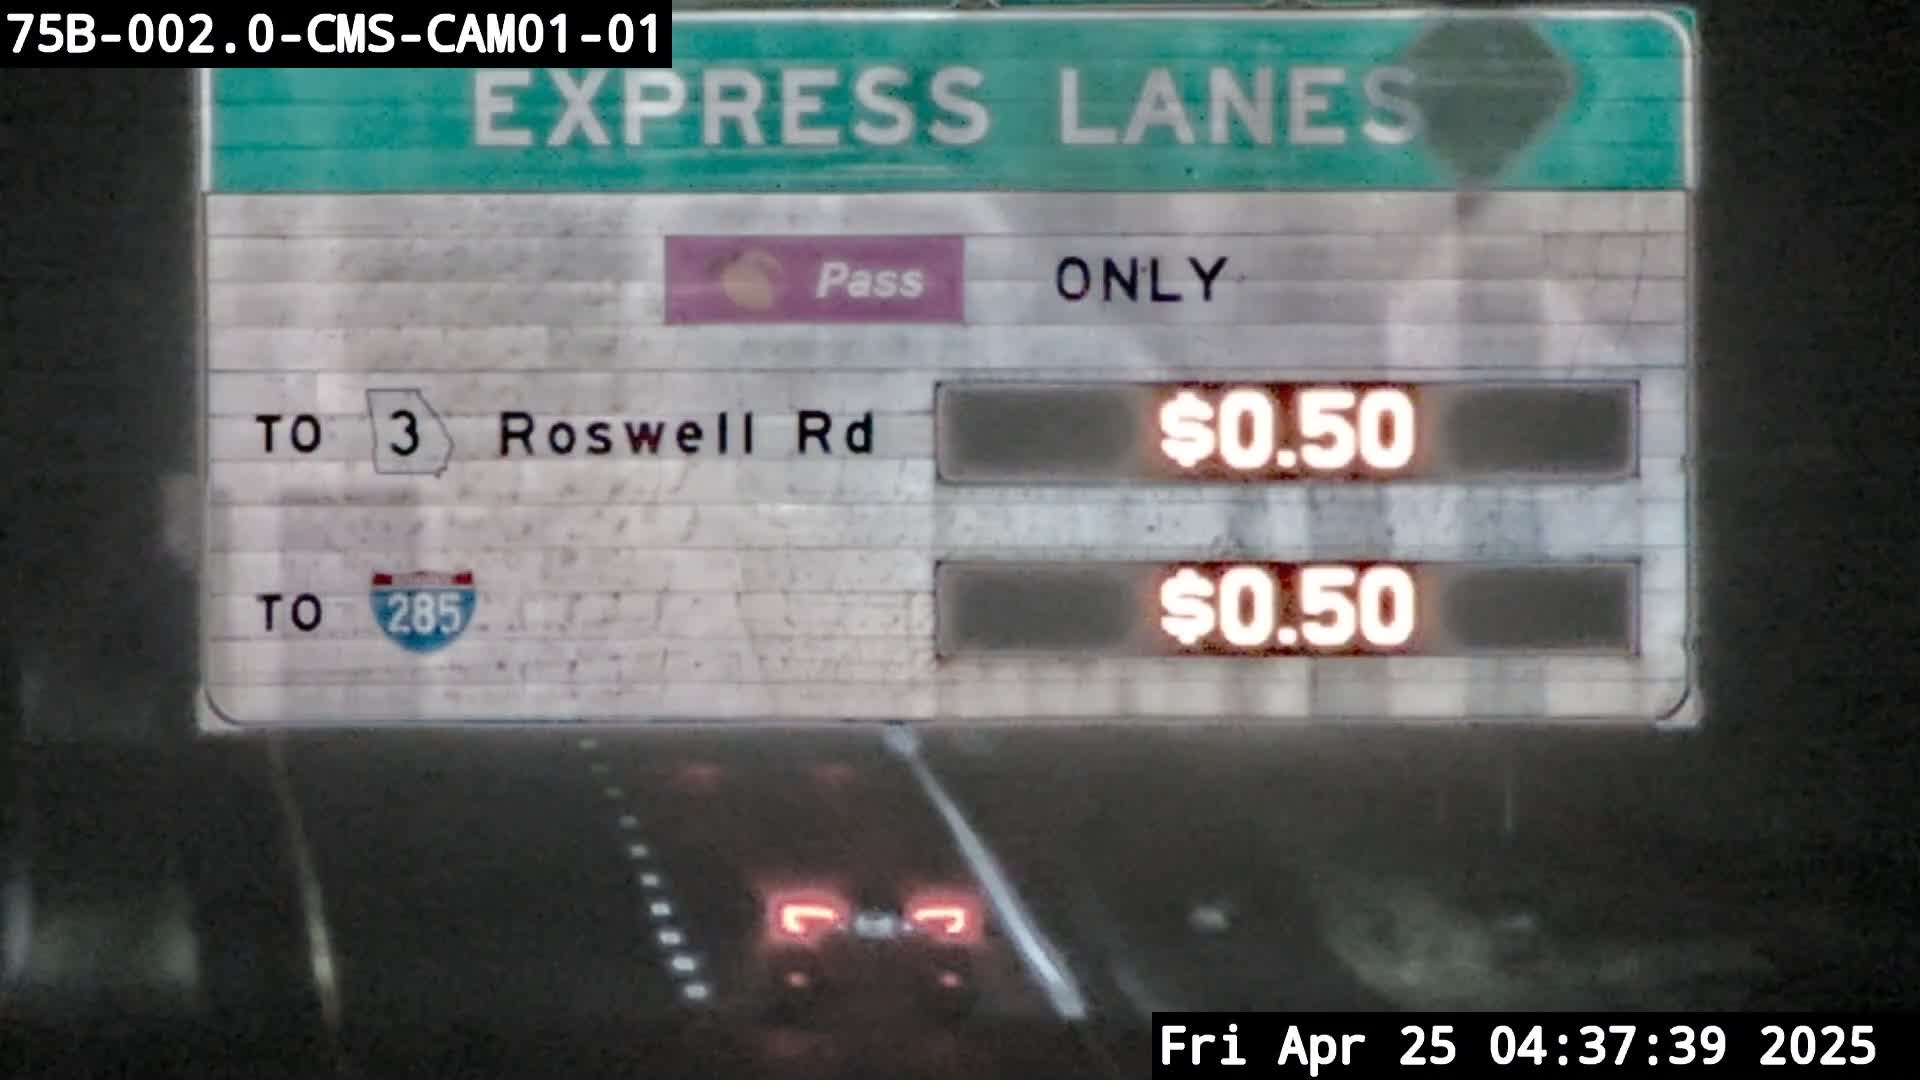 75B-002.0-CMS-CAM01-01
EXPRESS LANES
Pass ONLY
TO 3 Roswell Rd $0.50
TO 285 $0.50
Fri Apr 25 04:37:39 2025